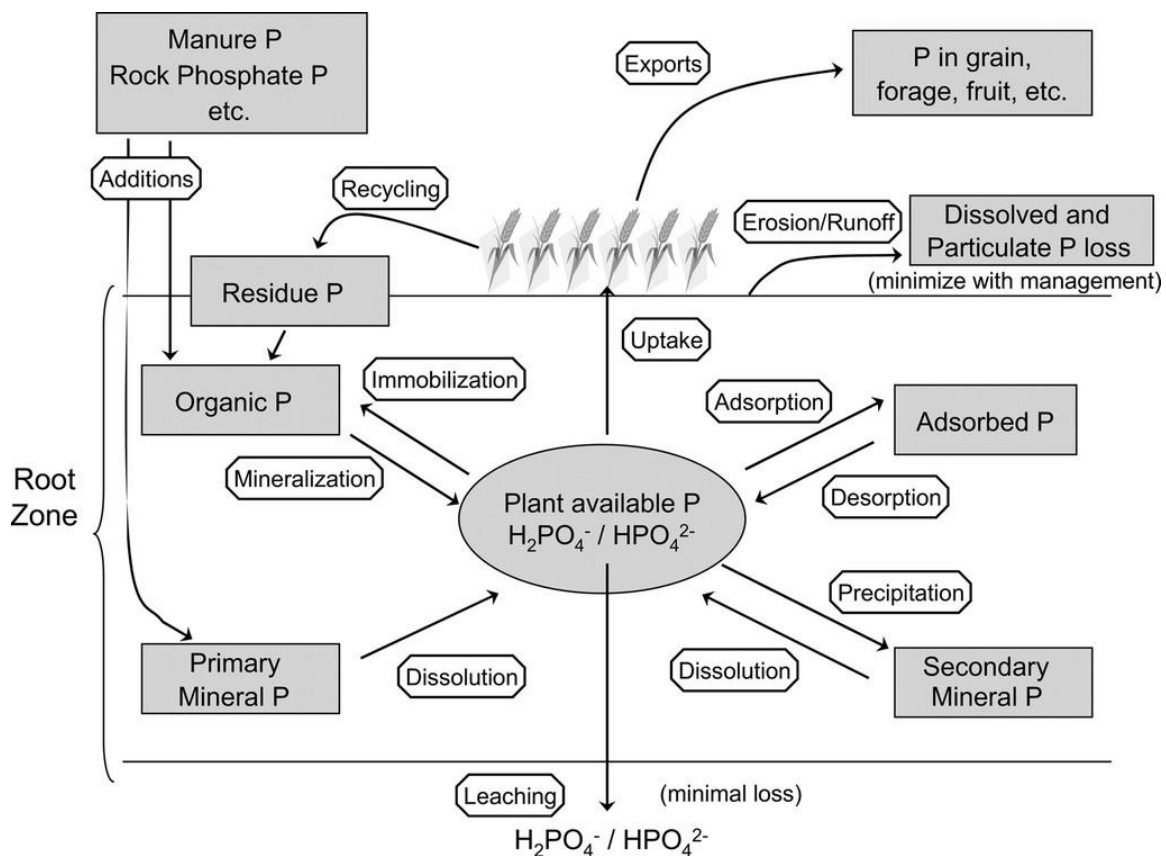 Manure P
Rock Phosphate P
etc.
Exports
P in grain,
forage, fruit, etc.
Additions
Recycling
Erosion/Runoff
Dissolved and
Particulate P loss
(minimize with management)
Residue P
Uptake
Immobilization
Organic P
Adsorption
Adsorbed P
Mineralization
Desorption
Root
Zone
Plant available P
H₂PO₄⁻ / HPO₄²⁻
Precipitation
Primary
Mineral P
Dissolution
Dissolution
Secondary
Mineral P
Leaching
(minimal loss)
H₂PO₄⁻ / HPO₄²⁻